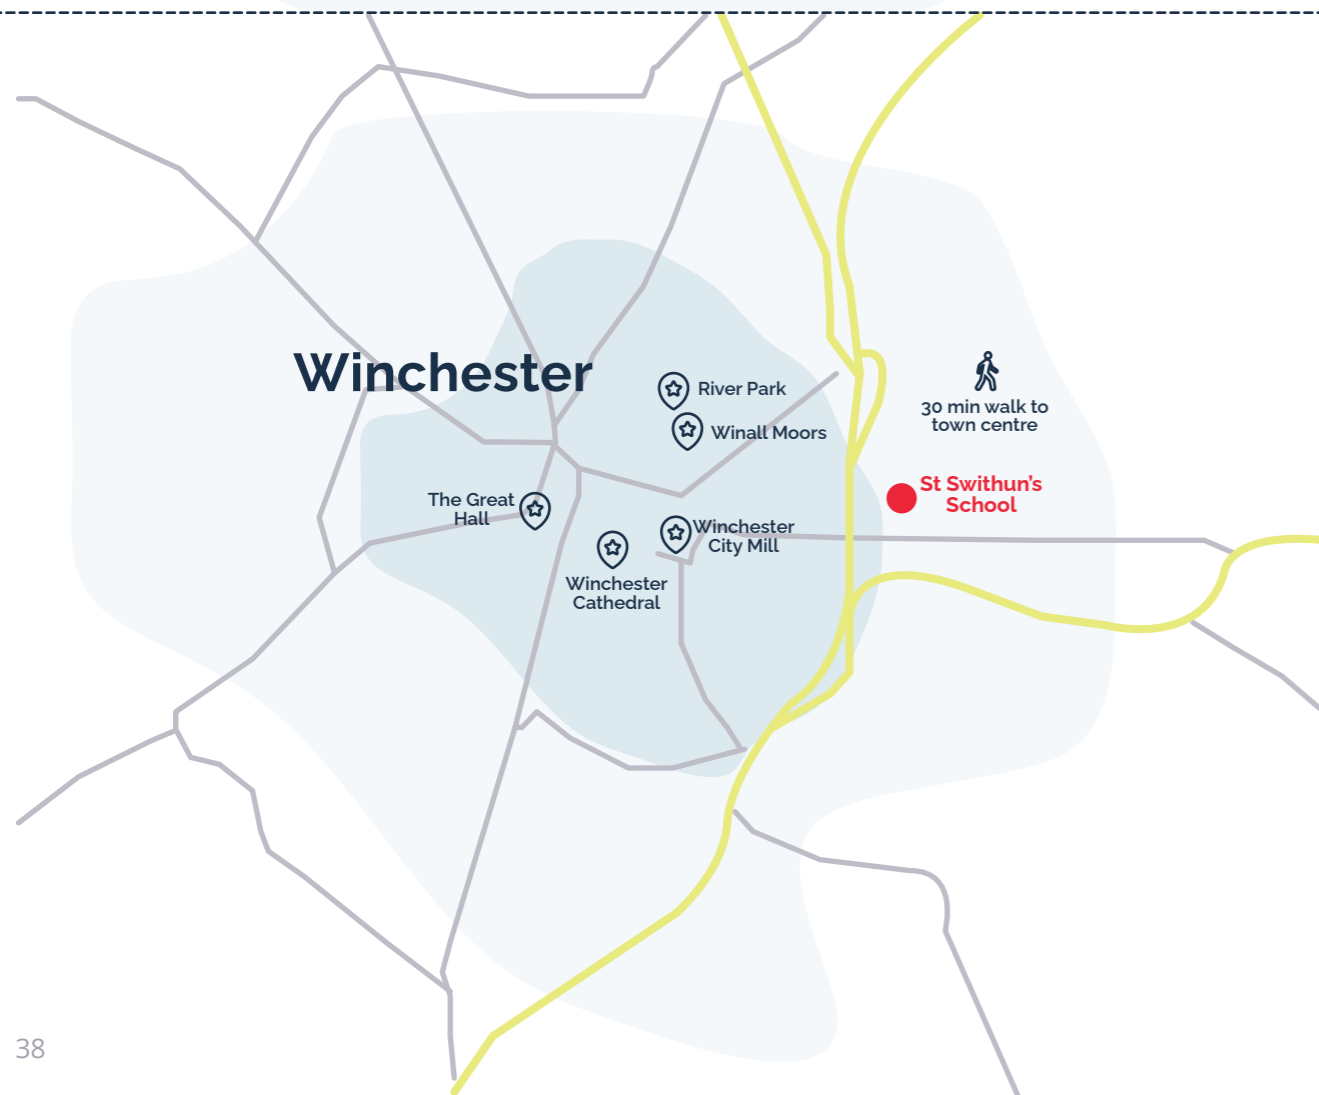 Winchester
River Park
Winall Moors
30 min walk to
town centre
St Swithun's
School
The Great
Hall
Winchester
City Mill
Winchester
Cathedral
38